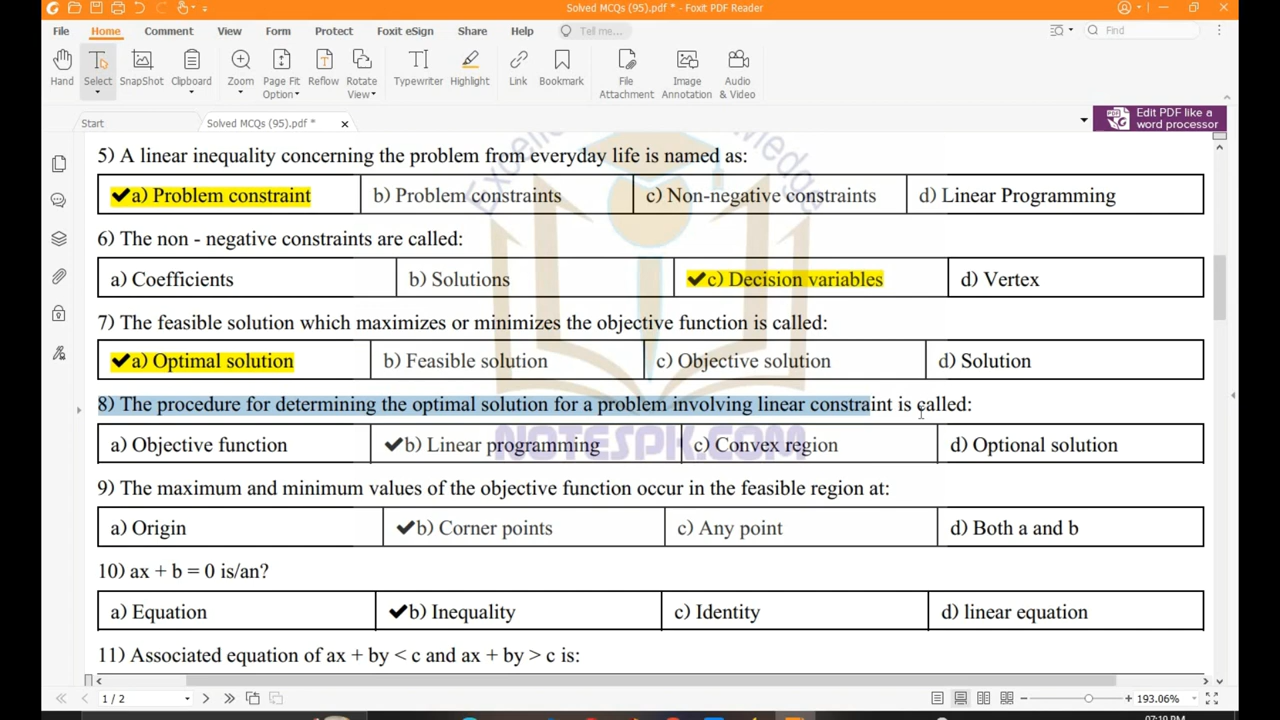 Solved MCQs (95).pdf * - Foxit PDF Reader
File Home Comment View Form Protect Foxit eSign Share Help Tell me... Find
Hand Select SnapShot Clipboard Zoom Page Fit Option Reflow Rotate View Typewriter Highlight Link Bookmark File Attachment Image Annotation Audio & Video
Start Solved MCQs (95).pdf * Edit PDF like a word processor
5) A linear inequality concerning the problem from everyday life is named as:
✔a) Problem constraint b) Problem constraints c) Non-negative constraints d) Linear Programming
6) The non - negative constraints are called:
a) Coefficients b) Solutions ✔c) Decision variables d) Vertex
7) The feasible solution which maximizes or minimizes the objective function is called:
✔a) Optimal solution b) Feasible solution c) Objective solution d) Solution
8) The procedure for determining the optimal solution for a problem involving linear constraint is called:
a) Objective function ✔b) Linear programming c) Convex region d) Optional solution
NOTESPK.COM
9) The maximum and minimum values of the objective function occur in the feasible region at:
a) Origin ✔b) Corner points c) Any point d) Both a and b
10) ax + b = 0 is/an?
a) Equation ✔b) Inequality c) Identity d) linear equation
11) Associated equation of ax + by < c and ax + by > c is:
1 / 2 193.06%